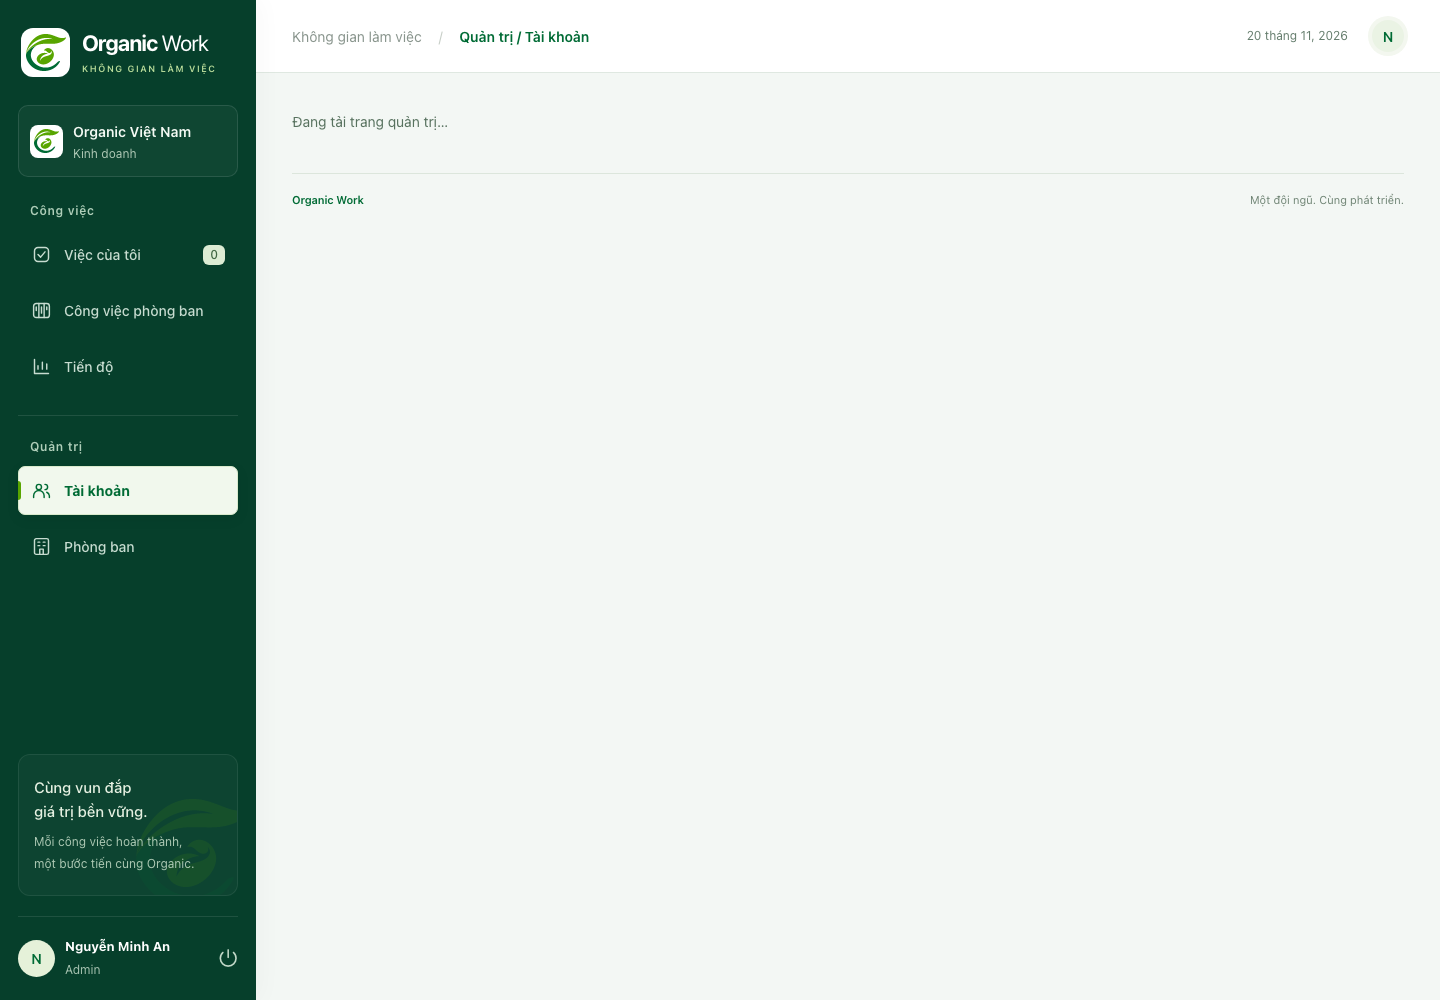 Organic Work
KHÔNG GIAN LÀM VIỆC
Organic Việt Nam
Kinh doanh
Công việc
Việc của tôi
0
Công việc phòng ban
Tiến độ
Quản trị
Tài khoản
Phòng ban
Cùng vun đắp
giá trị bền vững.
Mỗi công việc hoàn thành,
một bước tiến cùng Organic.
N
Nguyễn Minh An
Admin
Không gian làm việc / Quản trị / Tài khoản
20 tháng 11, 2026
N
Đang tải trang quản trị...
Organic Work
Một đội ngũ. Cùng phát triển.